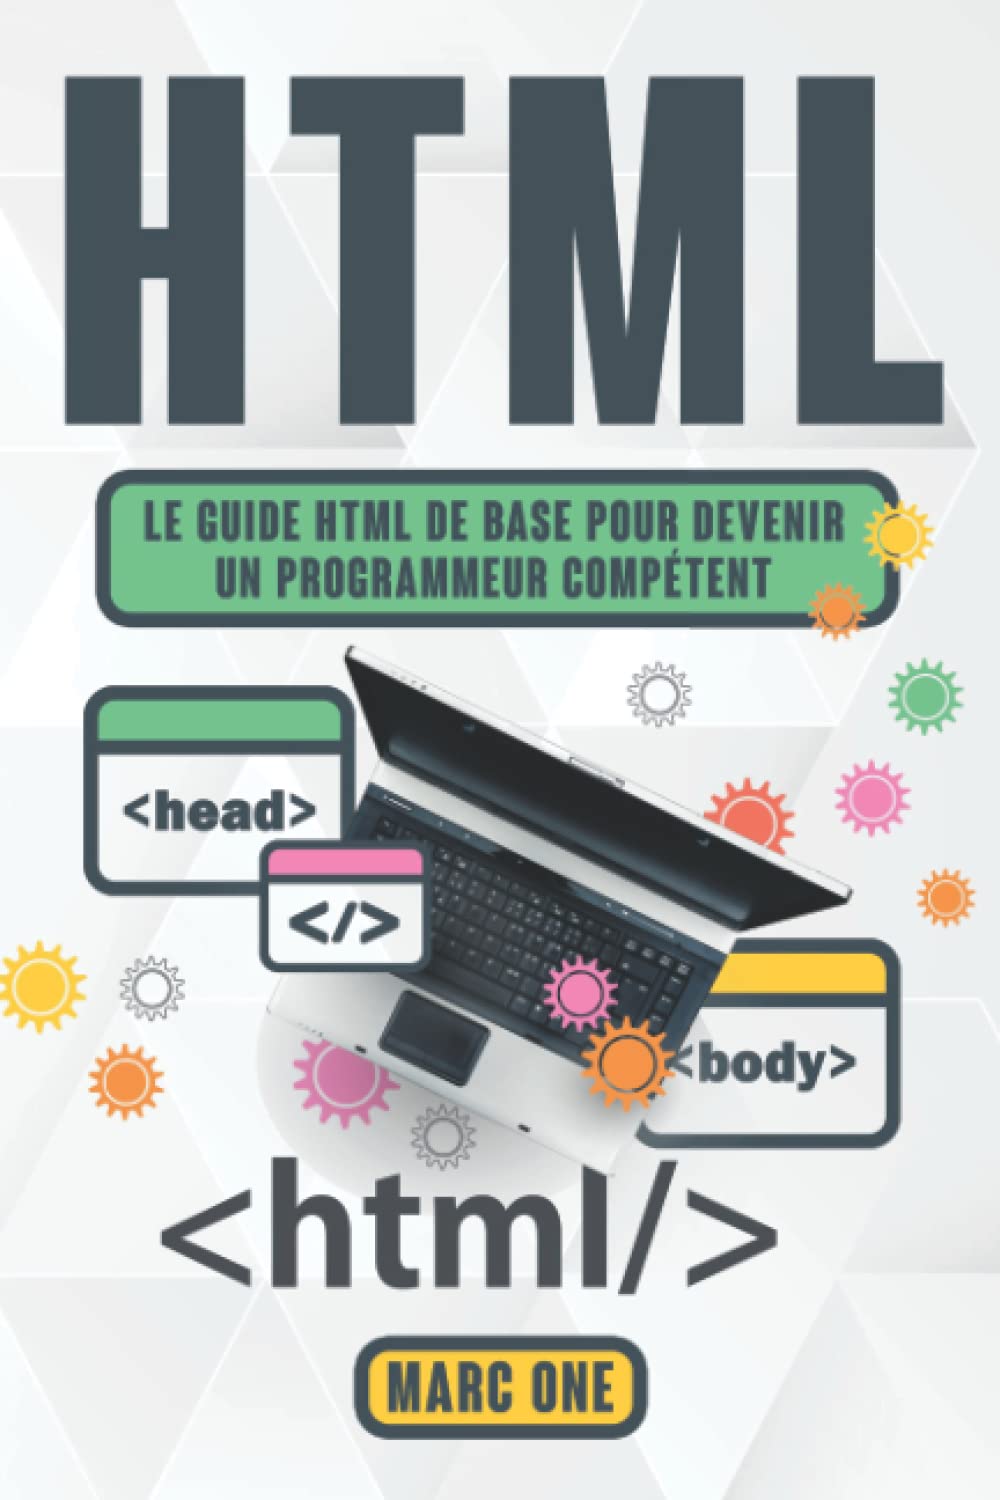 HTML
LE GUIDE HTML DE BASE POUR DEVENIR
UN PROGRAMMEUR COMPÉTENT
<head>
</>
<body>
<html/>
MARC ONE